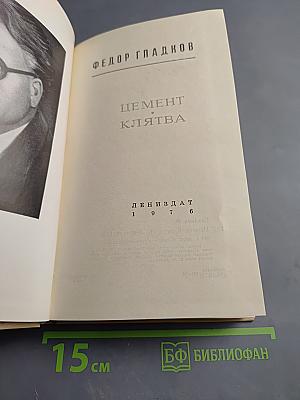 ФЕДОР ГЛАДКОВ
ЦЕМЕНТ
•
КЛЯТВА
ЛЕНИЗДАТ
1976
15 см
БФ БИБЛИОФАН